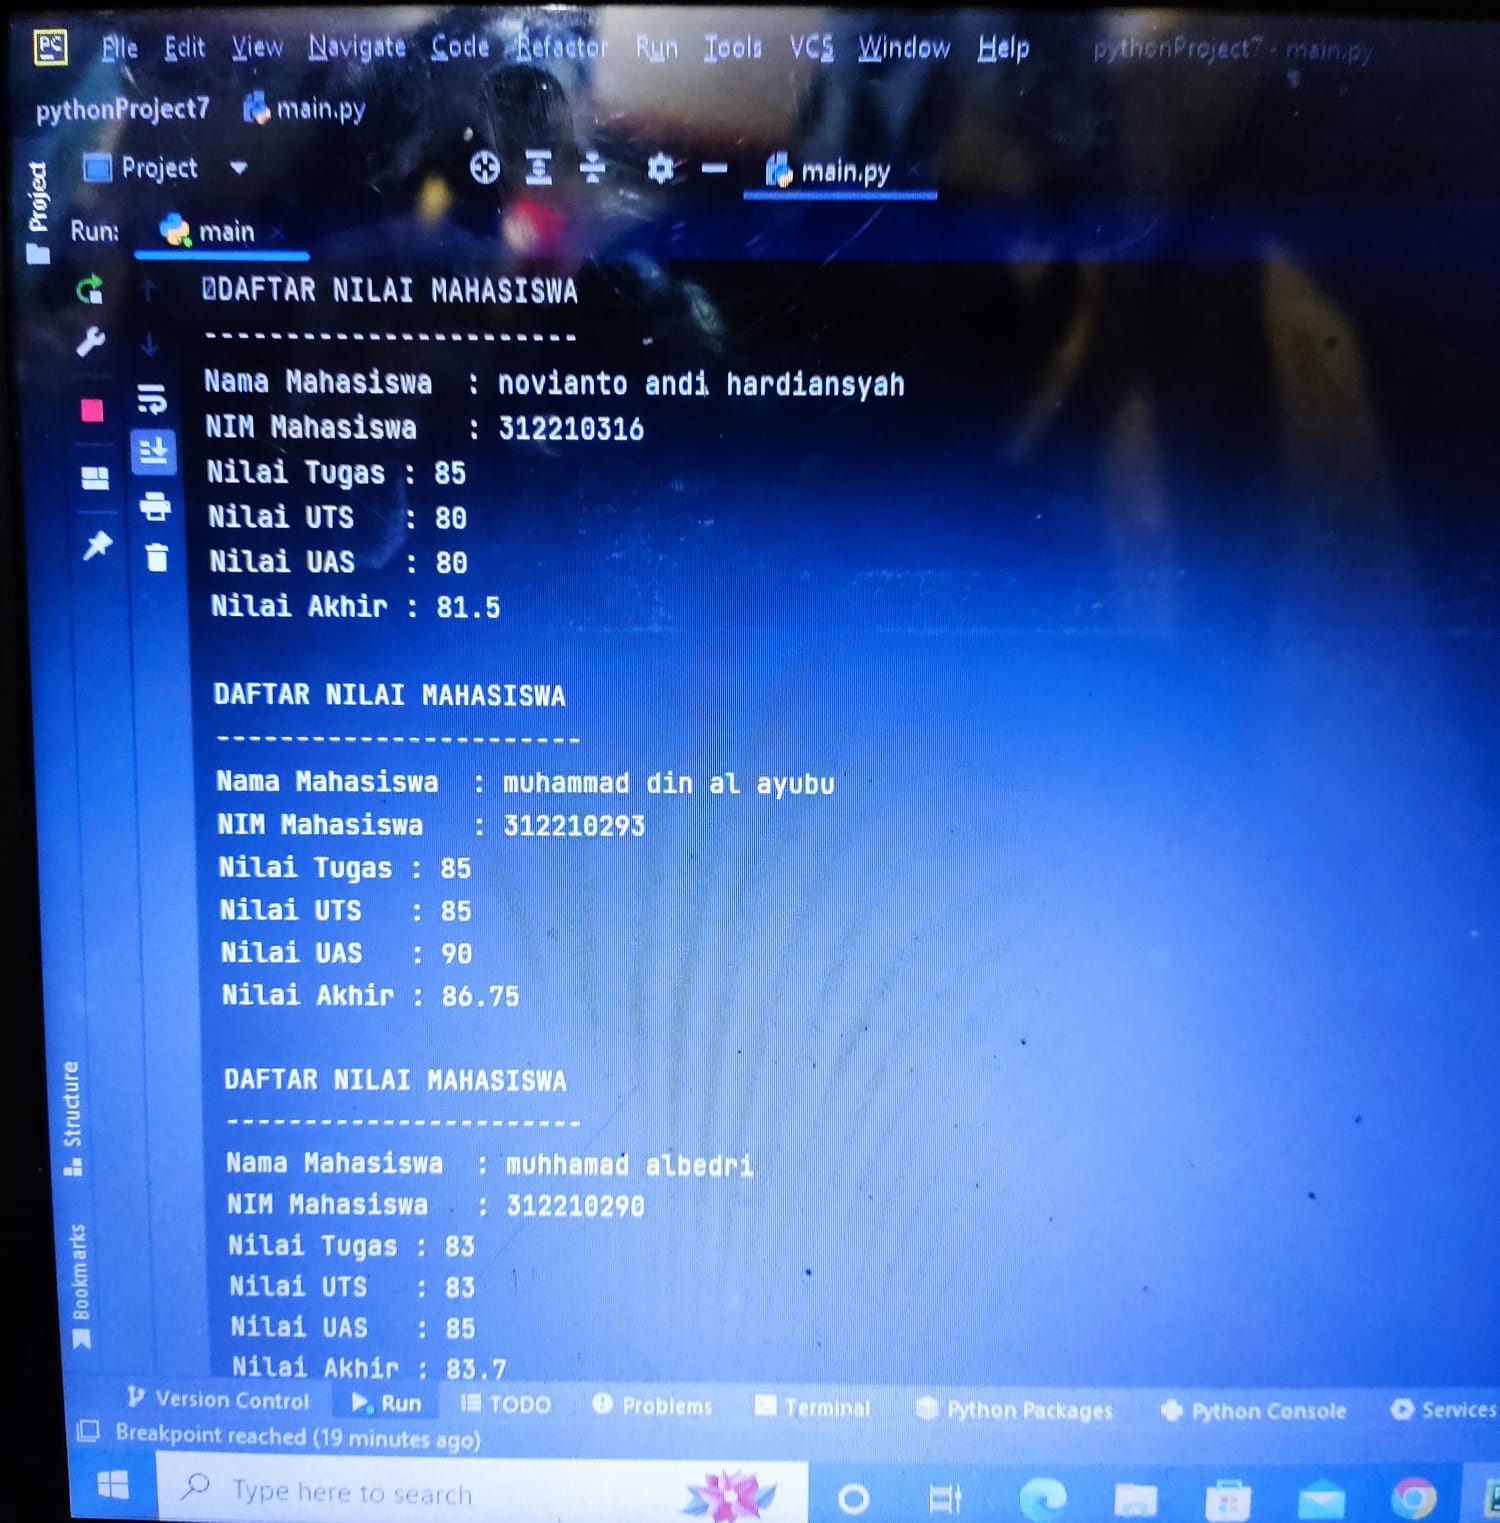 PC File Edit View Navigate Code Refactor Run Tools VCS Window Help pythonProject7 - main.py
pythonProject7 main.py
Project
Project main.py
Run: main
DAFTAR NILAI MAHASISWA
-----------------------
Nama Mahasiswa : novianto andi hardiansyah
NIM Mahasiswa : 312210316
Nilai Tugas : 85
Nilai UTS : 80
Nilai UAS : 80
Nilai Akhir : 81.5
DAFTAR NILAI MAHASISWA
-----------------------
Nama Mahasiswa : muhammad din al ayubu
NIM Mahasiswa : 312210293
Nilai Tugas : 85
Nilai UTS : 85
Nilai UAS : 90
Nilai Akhir : 86.75
DAFTAR NILAI MAHASISWA
-----------------------
Nama Mahasiswa : muhhamad albedri
NIM Mahasiswa : 312210290
Nilai Tugas : 83
Nilai UTS : 83
Nilai UAS : 85
Nilai Akhir : 83.7
Structure
Bookmarks
Version Control Run TODO Problems Terminal Python Packages Python Console Services
Breakpoint reached (19 minutes ago)
Type here to search